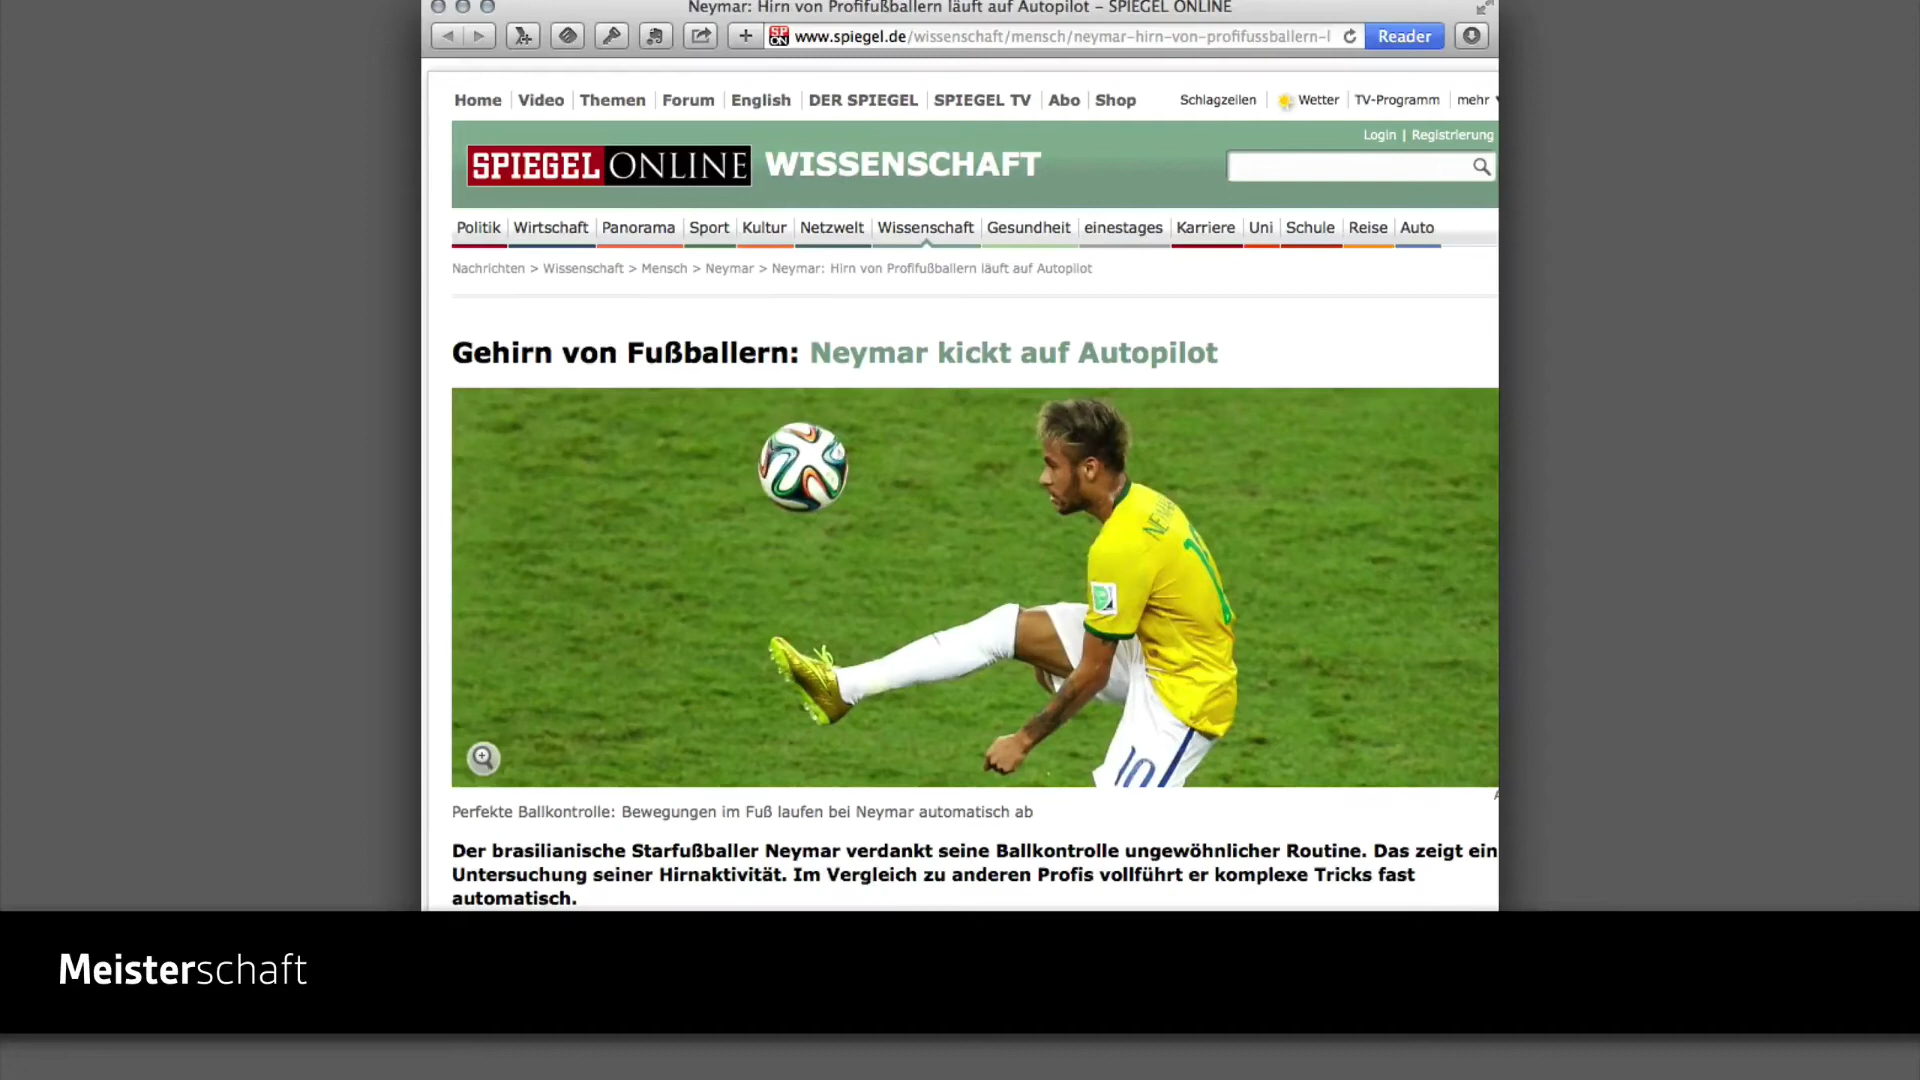 Neymar: Hirn von Profifußballern läuft auf Autopilot – SPIEGEL ONLINE
www.spiegel.de/wissenschaft/mensch/neymar-hirn-von-profifussballern-l
Reader
Home Video Themen Forum English DER SPIEGEL SPIEGEL TV Abo Shop Schlagzeilen Wetter TV-Programm mehr
Login | Registrierung
SPIEGEL ONLINE WISSENSCHAFT
Politik Wirtschaft Panorama Sport Kultur Netzwelt Wissenschaft Gesundheit einestages Karriere Uni Schule Reise Auto
Nachrichten > Wissenschaft > Mensch > Neymar > Neymar: Hirn von Profifußballern läuft auf Autopilot
Gehirn von Fußballern: Neymar kickt auf Autopilot
10
Perfekte Ballkontrolle: Bewegungen im Fuß laufen bei Neymar automatisch ab
Der brasilianische Starfußballer Neymar verdankt seine Ballkontrolle ungewöhnlicher Routine. Das zeigt ein
Untersuchung seiner Hirnaktivität. Im Vergleich zu anderen Profis vollführt er komplexe Tricks fast
automatisch.
Meisterschaft